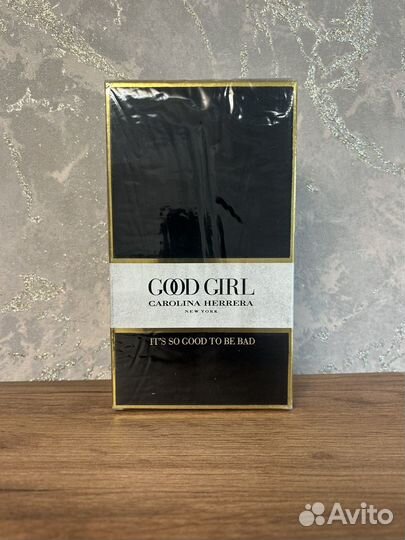 GOOD GIRL
CAROLINA HERRERA
NEW YORK
IT'S SO GOOD TO BE BAD
Avito